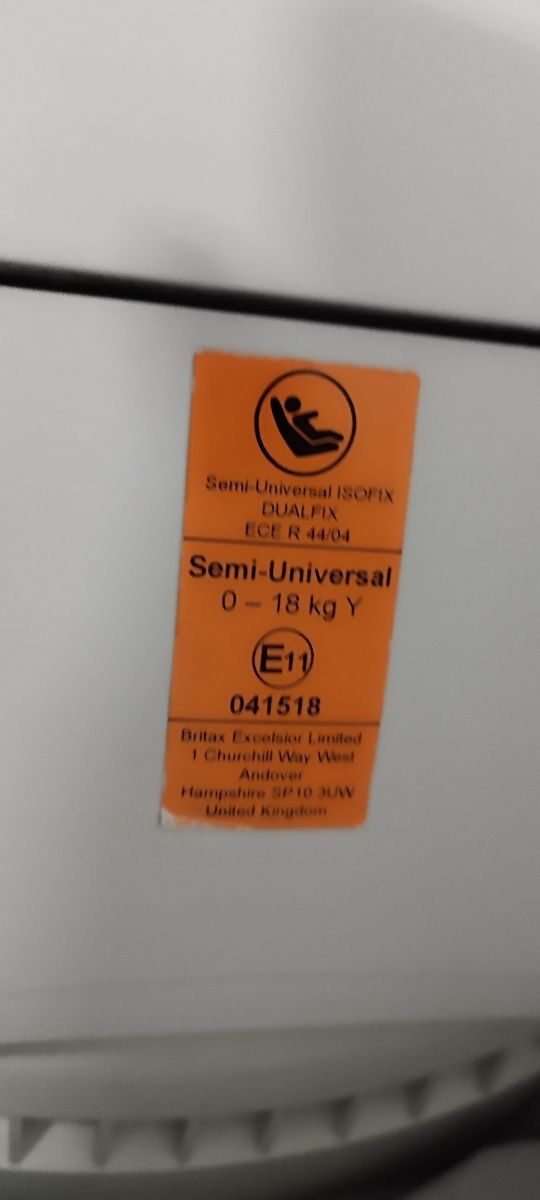 Semi-Universal ISOFIX
DUALFIX
ECE R 44/04
Semi-Universal
0 – 18 kg Y
E11
041518
Britax Excelsior Limited
1 Churchill Way West
Andover
Hampshire SP10 3UW
United Kingdom